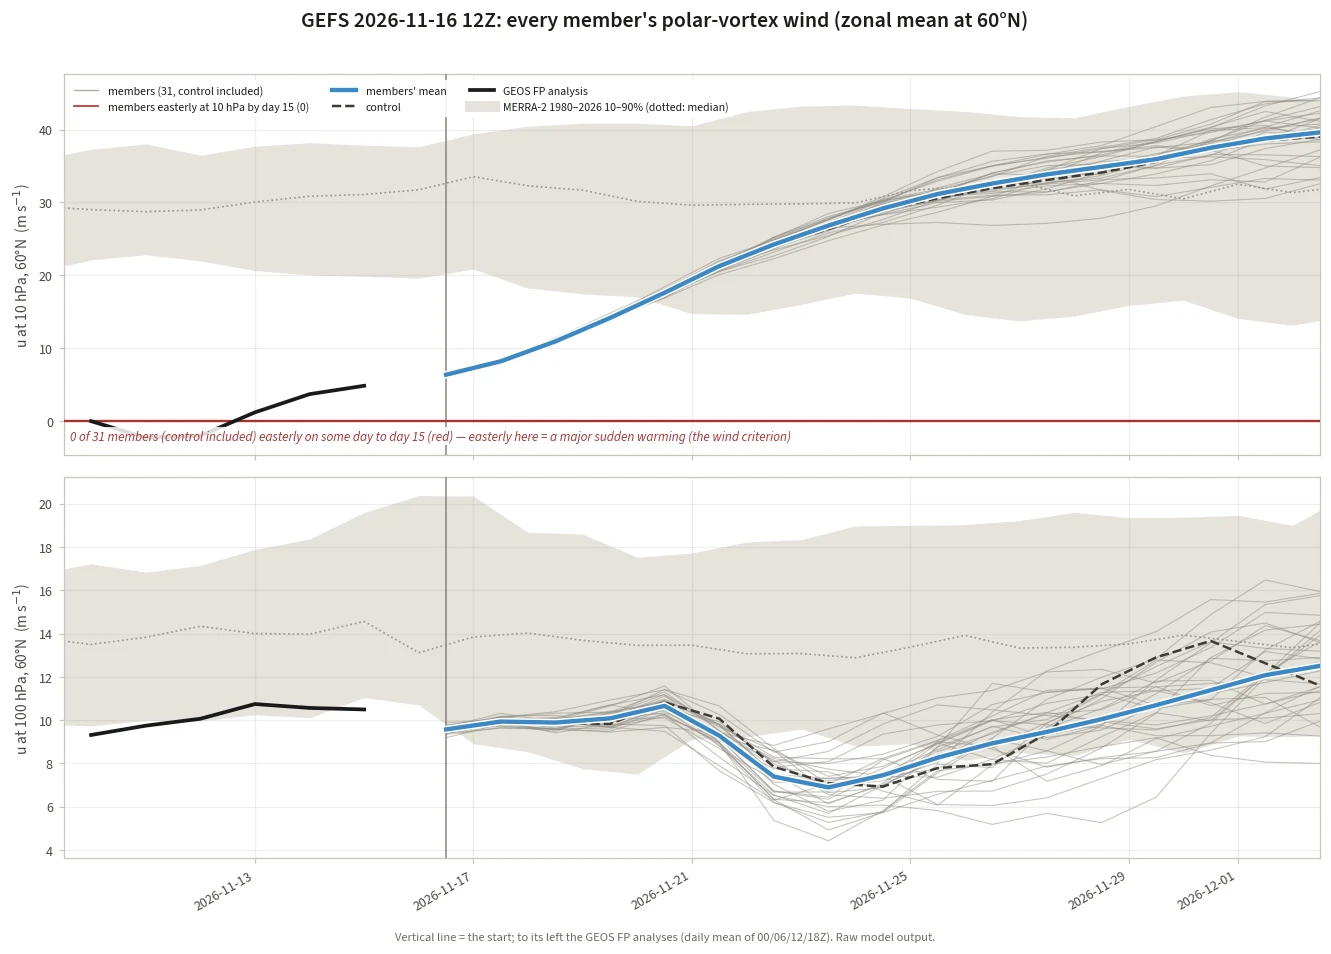 GEFS 2026-11-16 12Z: every member's polar-vortex wind (zonal mean at 60°N)
members (31, control included)
members easterly at 10 hPa by day 15 (0)
members' mean
control
GEOS FP analysis
MERRA-2 1980–2026 10–90% (dotted: median)
u at 10 hPa, 60°N (m s⁻¹)
40
30
20
10
0
0 of 31 members (control included) easterly on some day to day 15 (red) — easterly here = a major sudden warming (the wind criterion)
u at 100 hPa, 60°N (m s⁻¹)
20
18
16
14
12
10
8
6
4
2026-11-13
2026-11-17
2026-11-21
2026-11-25
2026-11-29
2026-12-01
Vertical line = the start; to its left the GEOS FP analyses (daily mean of 00/06/12/18Z). Raw model output.